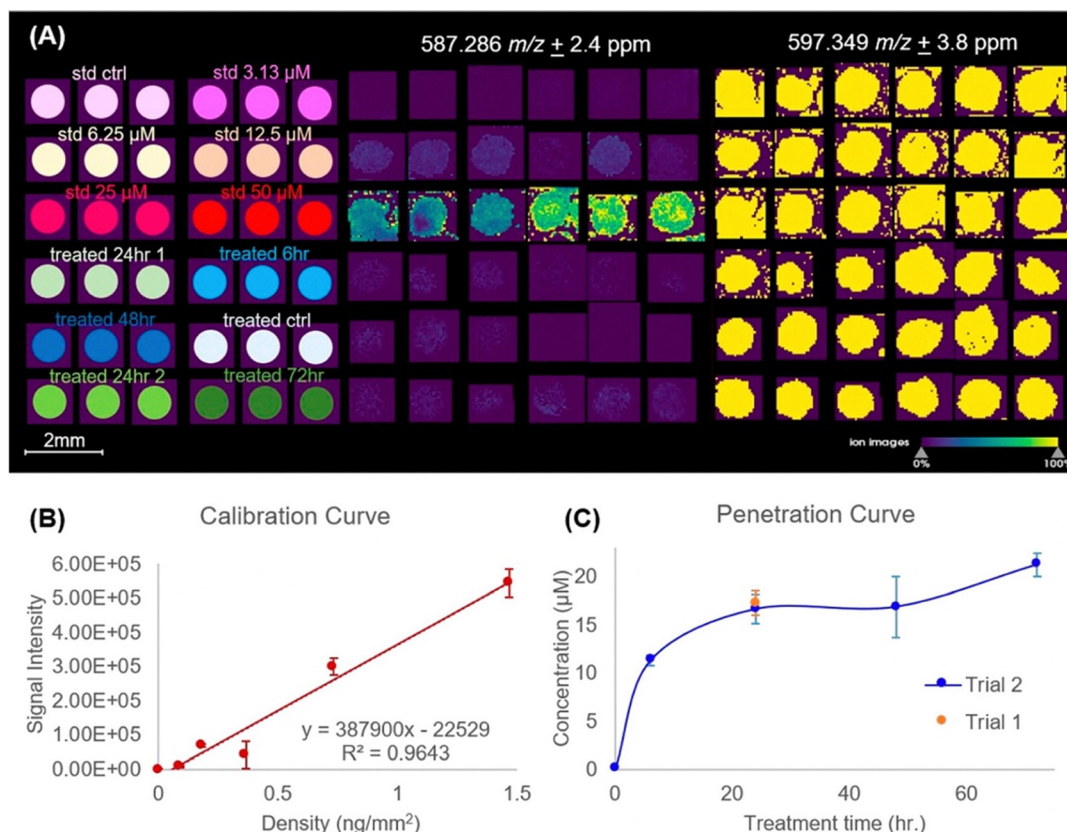 (A)
587.286 m/z ± 2.4 ppm
597.349 m/z ± 3.8 ppm
std ctrl
std 3.13 µM
std 6.25 µM
std 12.5 µM
std 25 µM
std 50 µM
treated 24hr 1
treated 6hr
treated 48hr
treated ctrl
treated 24hr 2
treated 72hr
2mm
ion images
0%
100%
(B)
Calibration Curve
Signal Intensity
6.00E+05
5.00E+05
4.00E+05
3.00E+05
2.00E+05
1.00E+05
0.00E+00
y = 387900x - 22529
R² = 0.9643
0
0.5
1
1.5
Density (ng/mm²)
(C)
Penetration Curve
Concentration (µM)
20
15
10
5
0
Trial 2
Trial 1
0
20
40
60
Treatment time (hr.)